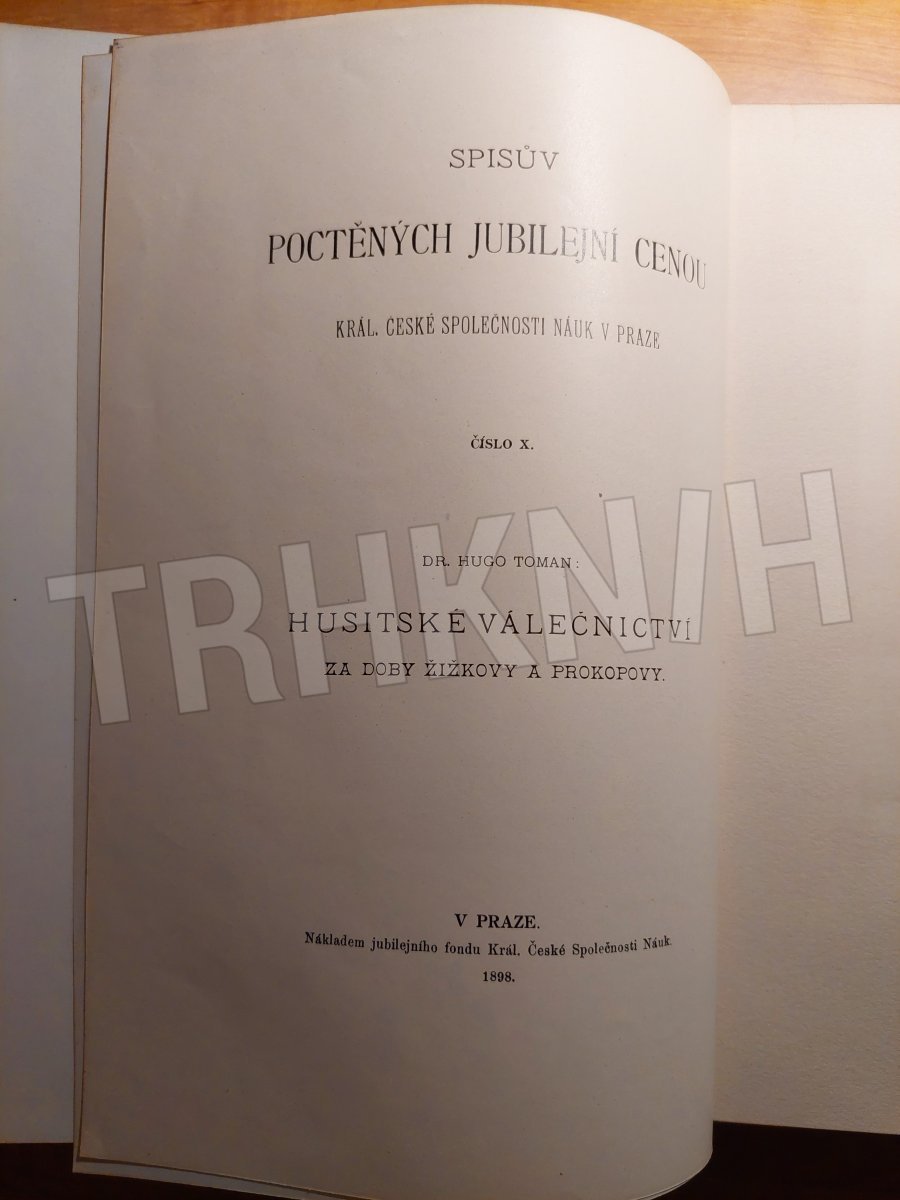 SPISŮV
POCTĚNÝCH JUBILEJNÍ CENOU
KRÁL. ČESKÉ SPOLEČNOSTI NÁUK V PRAZE
ČÍSLO X.
TRHKNIH
DR. HUGO TOMAN:
HUSITSKÉ VÁLEČNICTVÍ
ZA DOBY ŽIŽKOVY A PROKOPOVY.
V PRAZE.
Nákladem jubilejního fondu Král. České Společnosti Náuk.
1898.